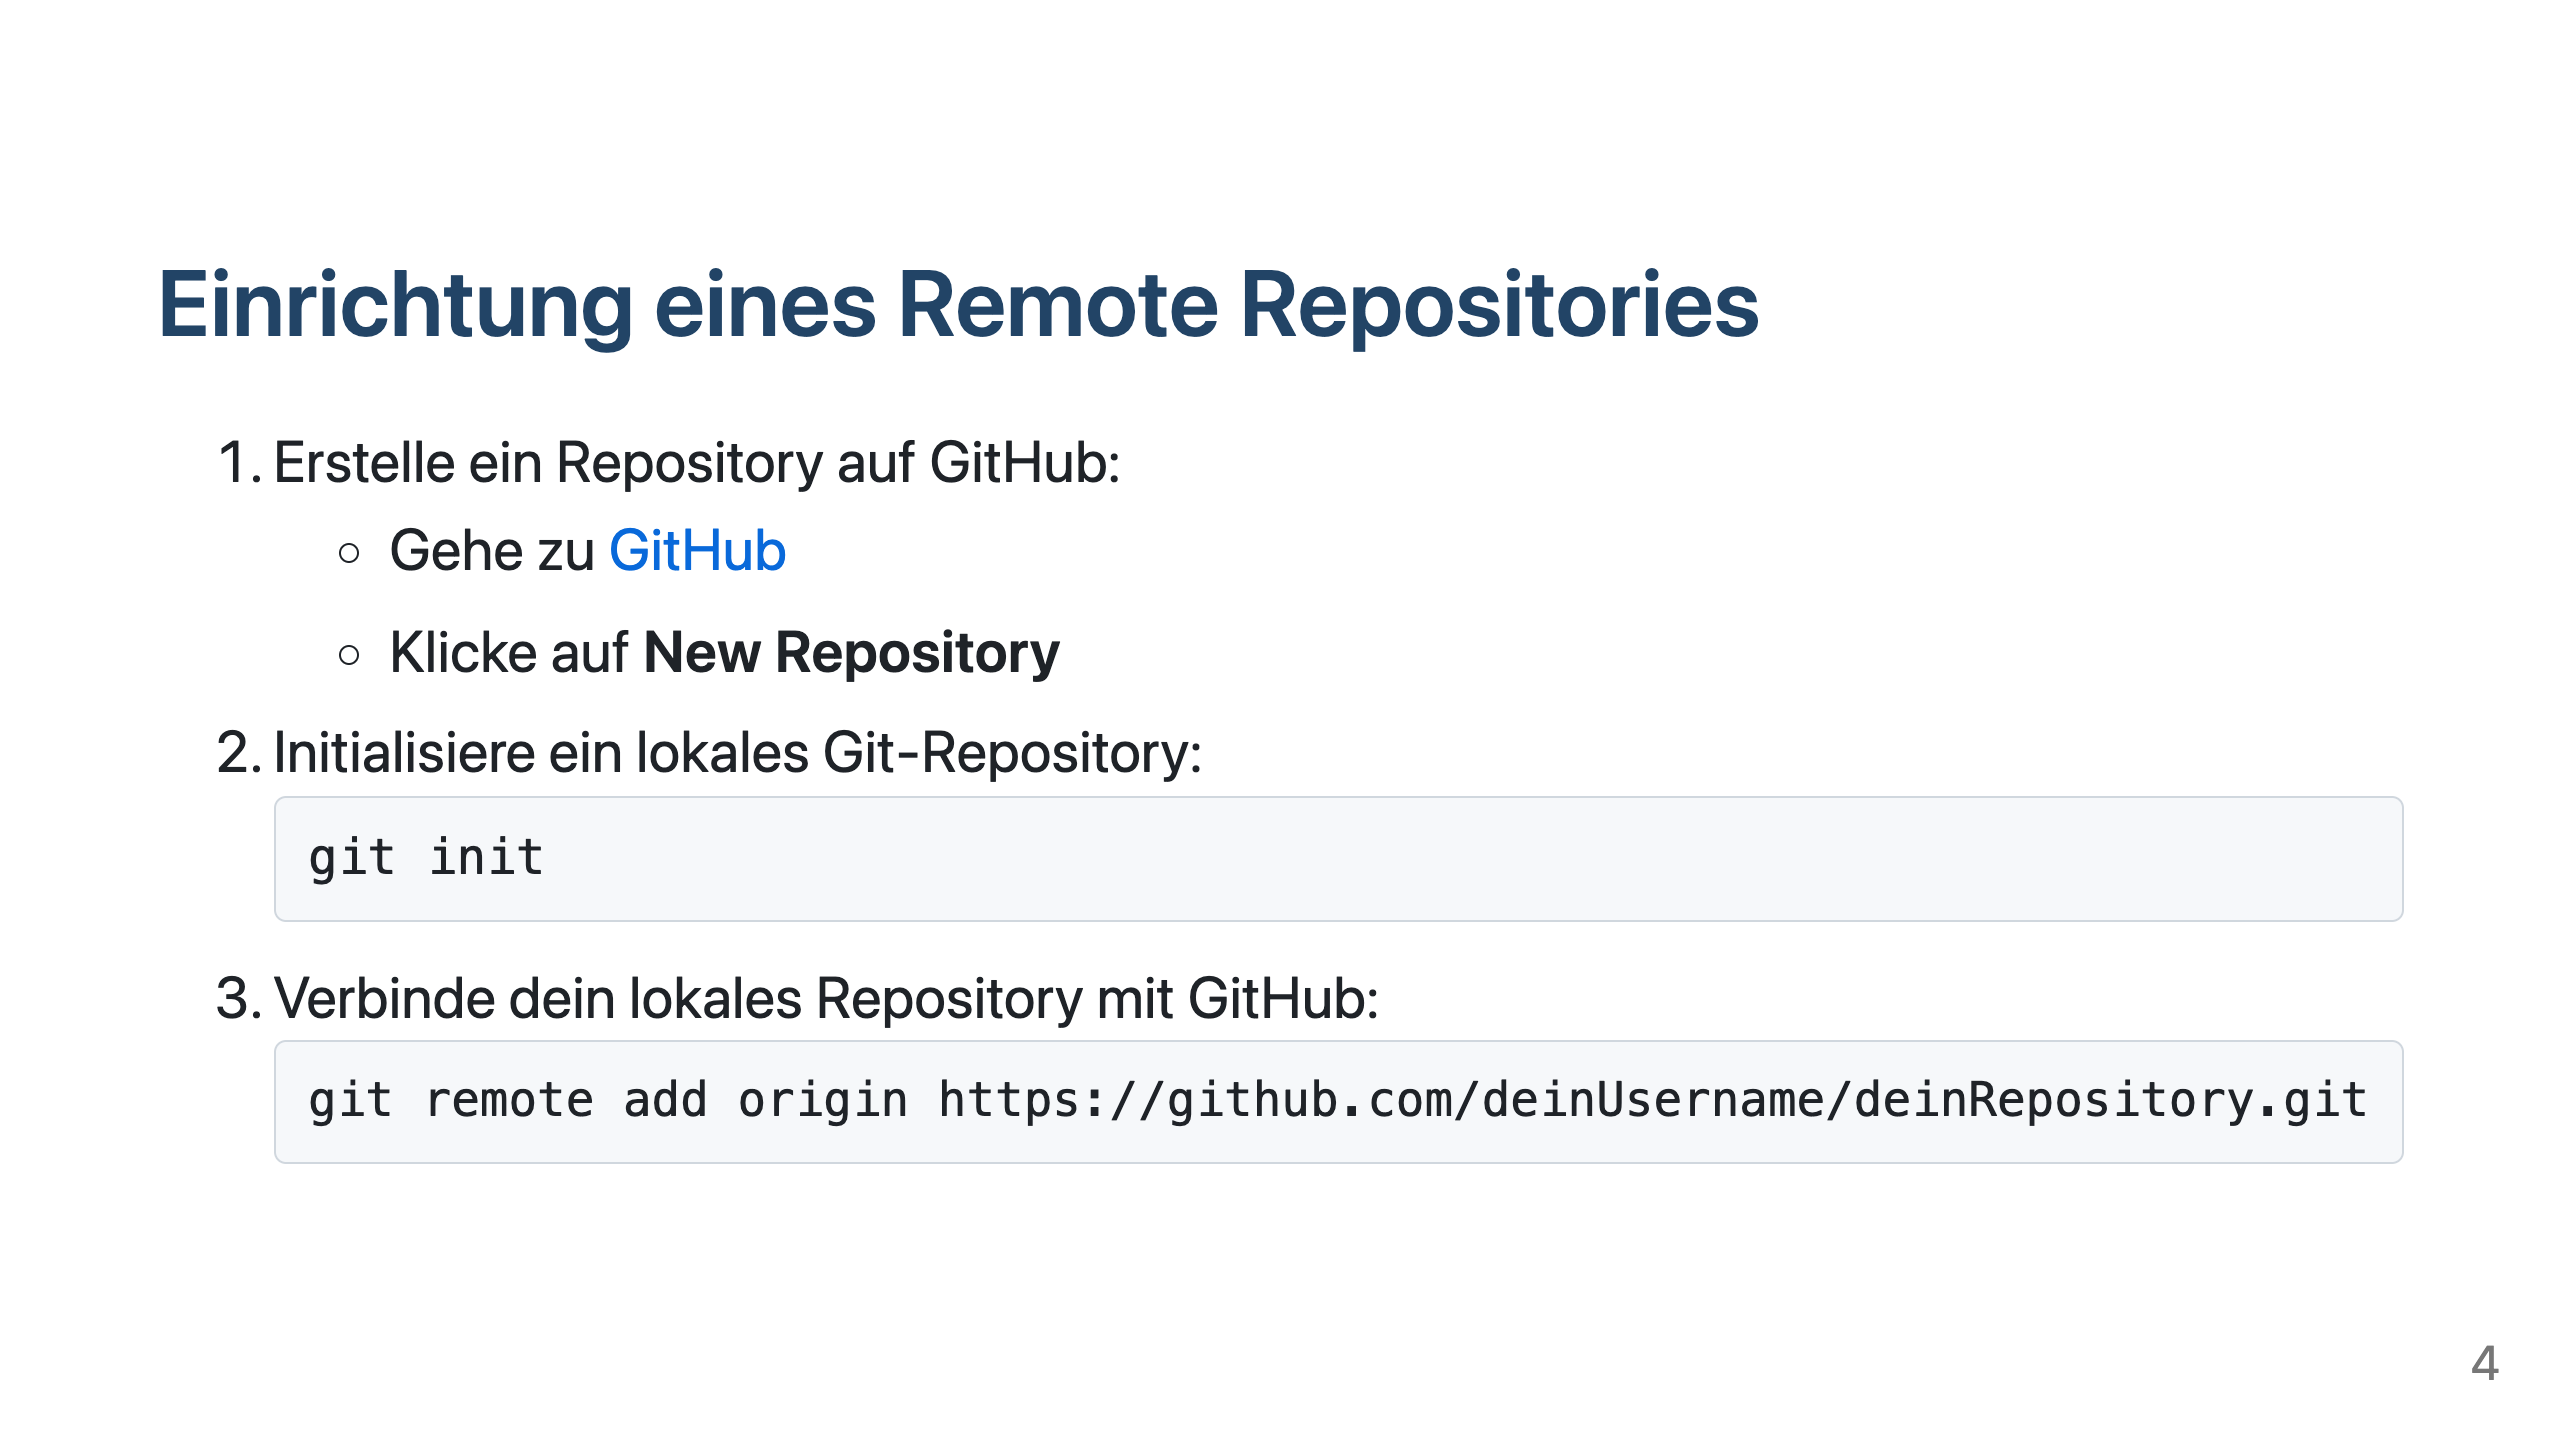 Einrichtung eines Remote Repositories
1. Erstelle ein Repository auf GitHub:
○ Gehe zu GitHub
○ Klicke auf New Repository
2. Initialisiere ein lokales Git-Repository:
git init
3. Verbinde dein lokales Repository mit GitHub:
git remote add origin https://github.com/deinUsername/deinRepository.git
4